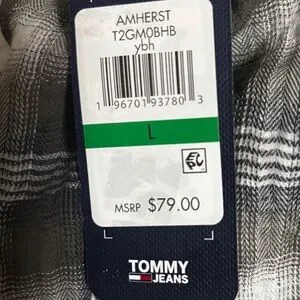 AMHERST
T2GM0BHB
ybh
1 96701 93780 3
L
MSRP $79.00
TOMMY
JEANS